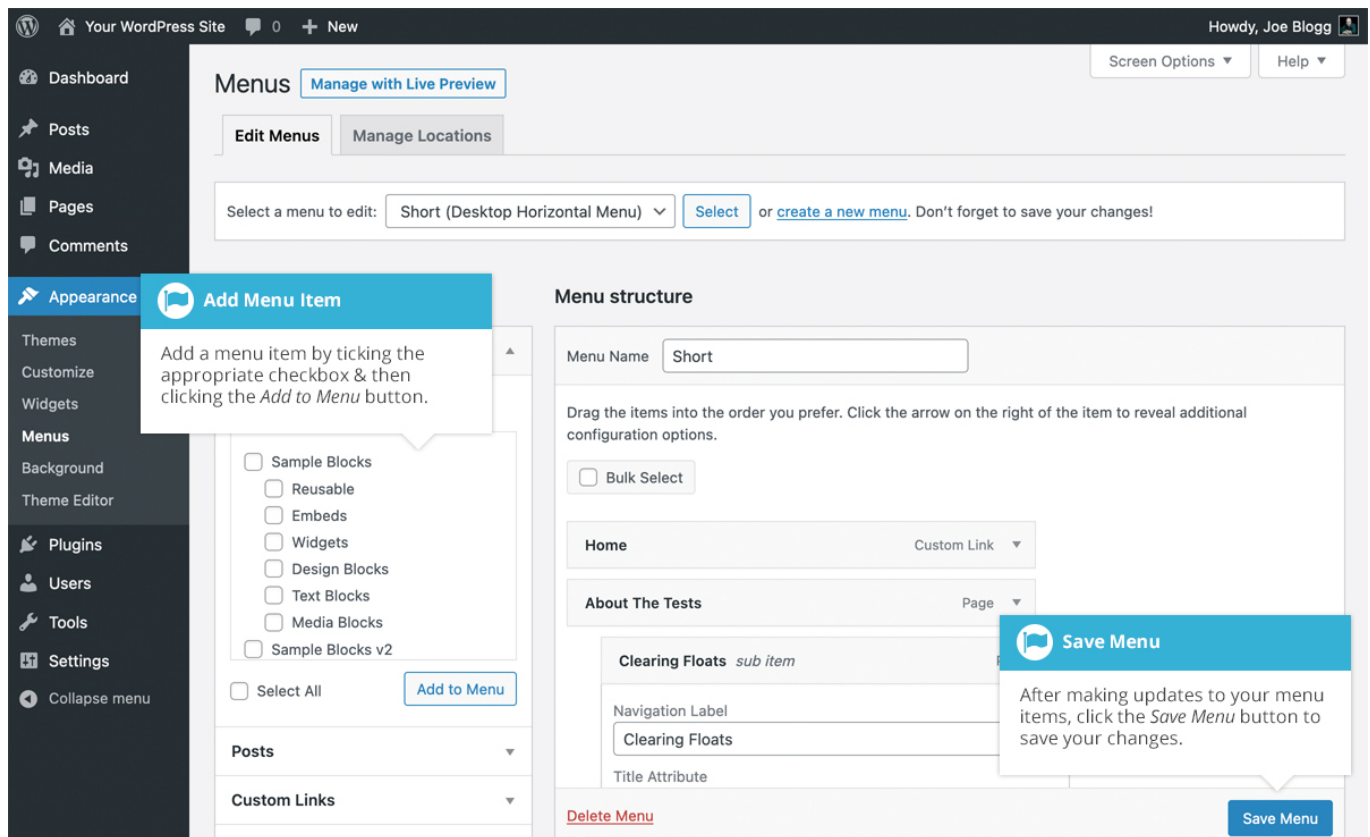 Your WordPress Site 0 New Howdy, Joe Blogg
Screen Options Help
Dashboard
Posts
Media
Pages
Comments
Appearance
Themes
Customize
Widgets
Menus
Background
Theme Editor
Plugins
Users
Tools
Settings
Collapse menu
Menus Manage with Live Preview
Edit Menus Manage Locations
Select a menu to edit: Short (Desktop Horizontal Menu) Select or create a new menu. Don't forget to save your changes!
Add Menu Item
Add a menu item by ticking the
appropriate checkbox & then
clicking the Add to Menu button.
Sample Blocks
Reusable
Embeds
Widgets
Design Blocks
Text Blocks
Media Blocks
Sample Blocks v2
Select All Add to Menu
Posts
Custom Links
Menu structure
Menu Name Short
Drag the items into the order you prefer. Click the arrow on the right of the item to reveal additional
configuration options.
Bulk Select
Home Custom Link
About The Tests Page
Clearing Floats sub item
Navigation Label
Clearing Floats
Title Attribute
Save Menu
After making updates to your menu
items, click the Save Menu button to
save your changes.
Delete Menu Save Menu